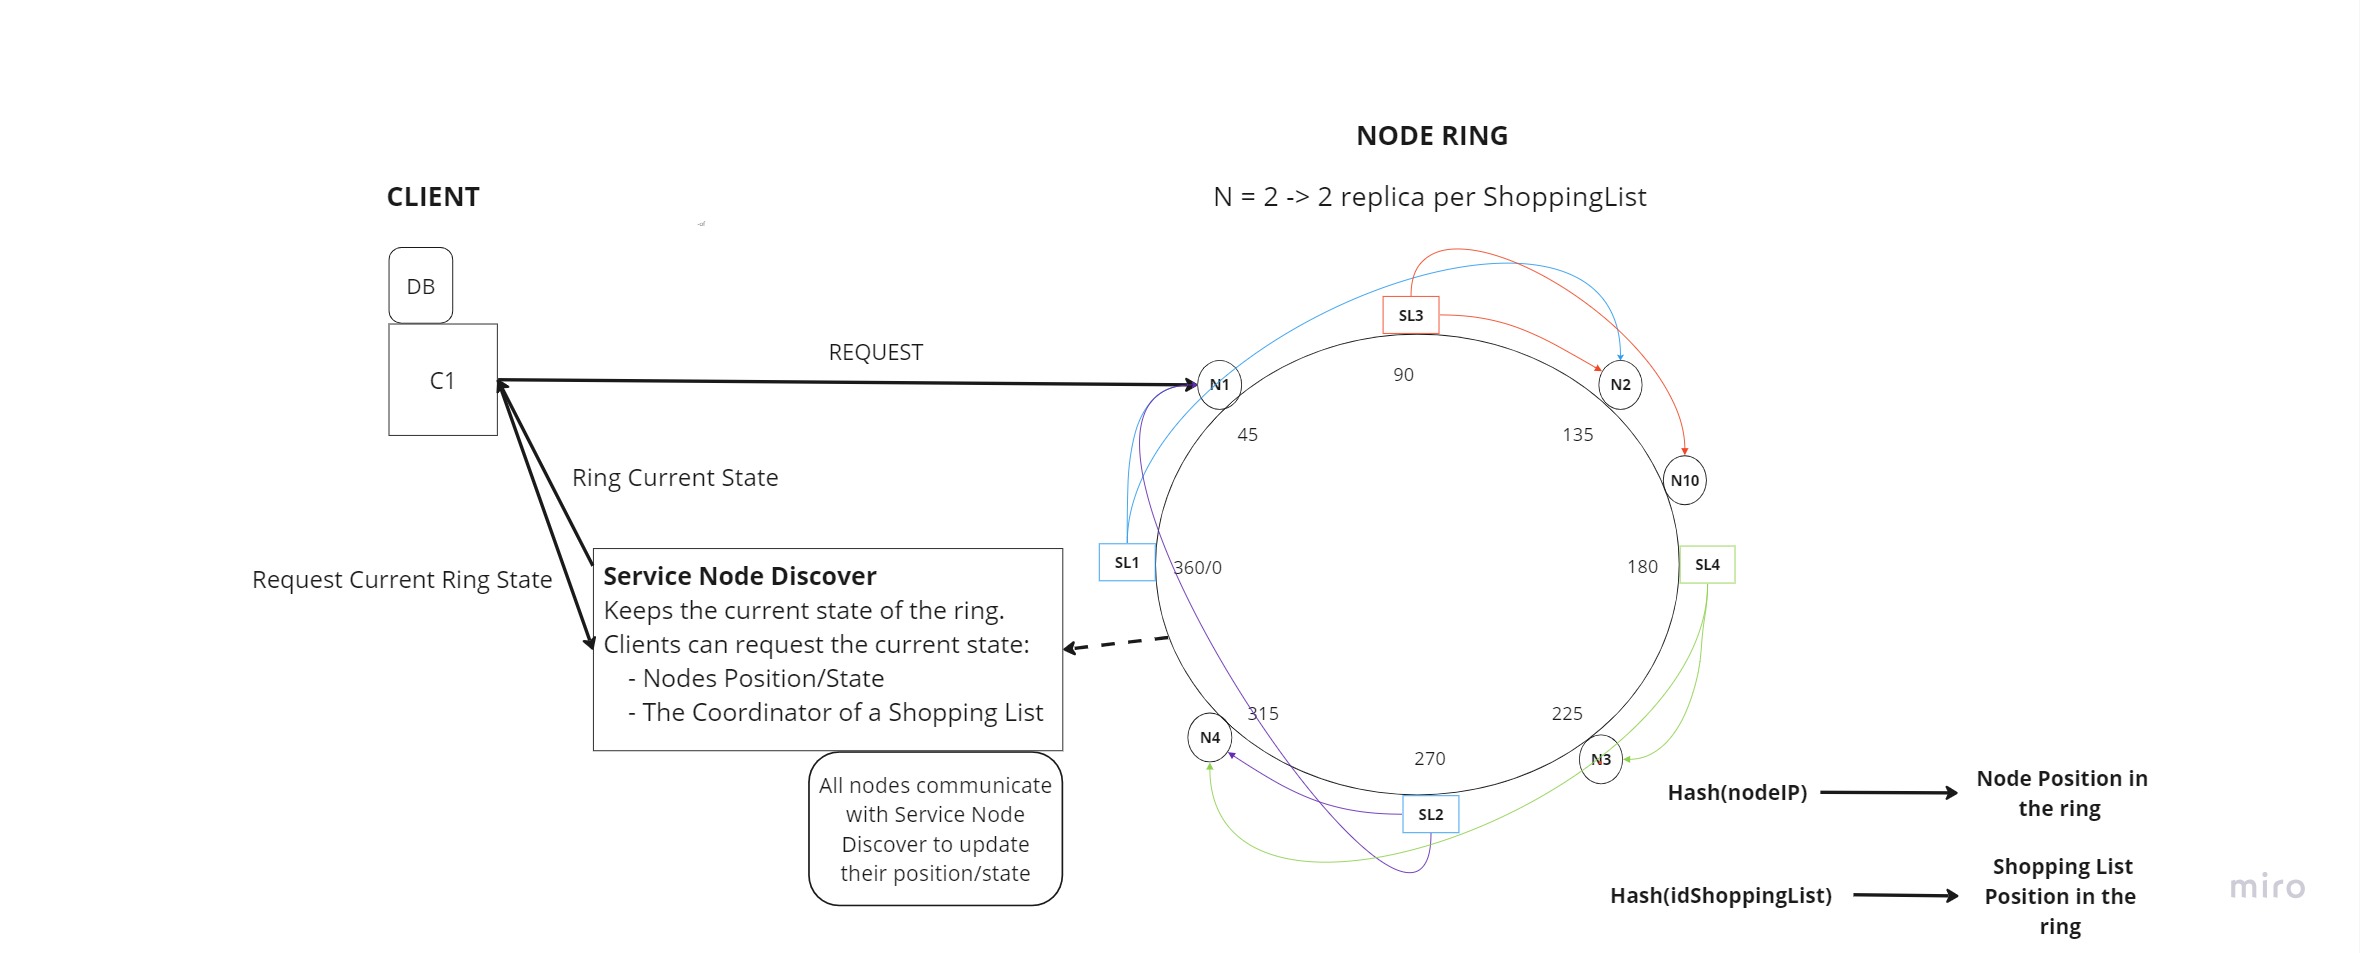 NODE RING
CLIENT
N = 2 -> 2 replica per ShoppingList
DB
C1
REQUEST
Ring Current State
Request Current Ring State
Service Node Discover
Keeps the current state of the ring.
Clients can request the current state:
- Nodes Position/State
- The Coordinator of a Shopping List
All nodes communicate
with Service Node
Discover to update
their position/state
SL3
N1
N2
90
45
135
N10
SL1
360/0
180
SL4
315
225
N4
N3
270
SL2
Hash(nodeIP)
Node Position in
the ring
Hash(idShoppingList)
Shopping List
Position in the
ring
miro